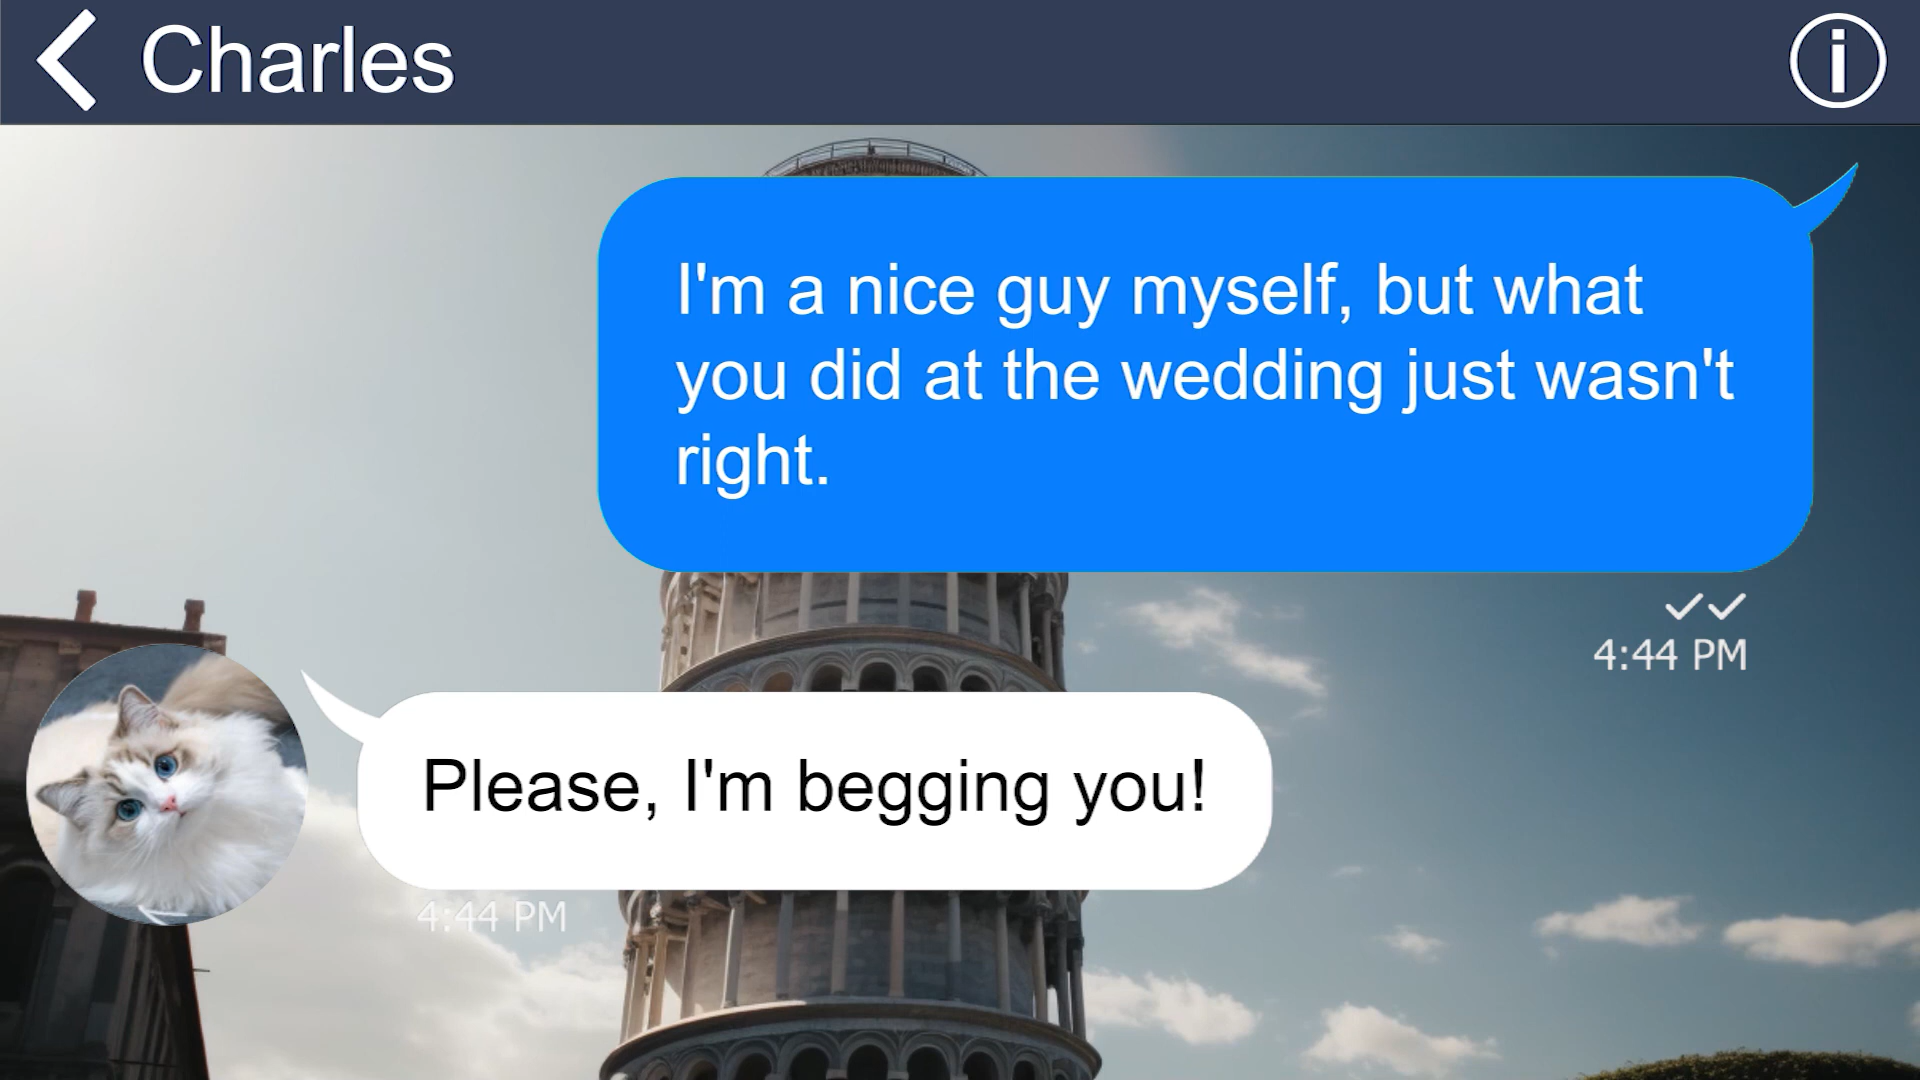 Charles
I'm a nice guy myself, but what
you did at the wedding just wasn't
right.
4:44 PM
Please, I'm begging you!
4:44 PM